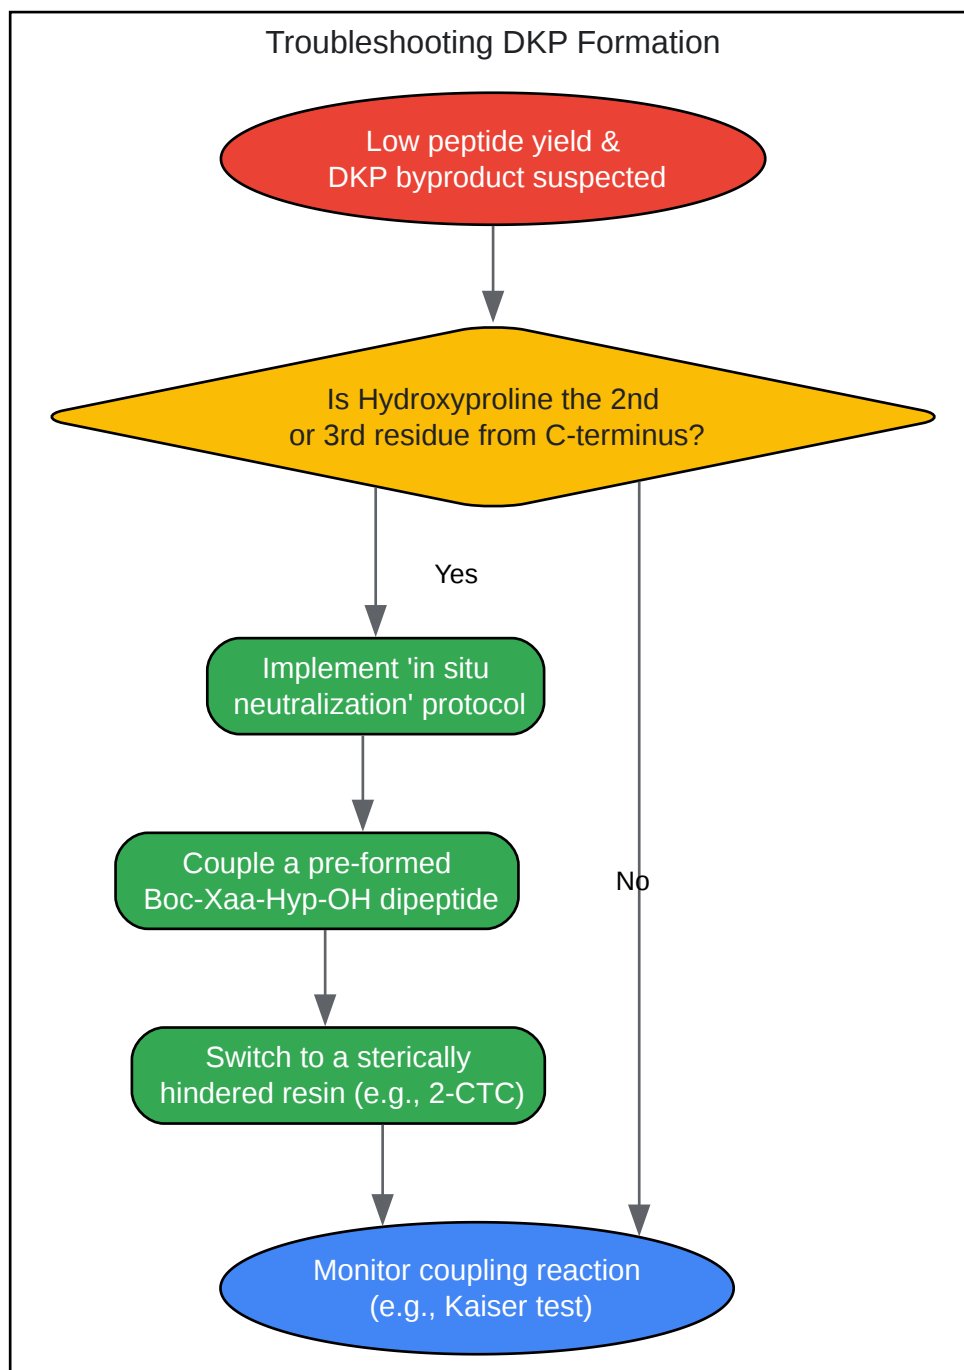 Troubleshooting DKP Formation
Low peptide yield &
DKP byproduct suspected
Is Hydroxyproline the 2nd
or 3rd residue from C-terminus?
Yes
Implement 'in situ
neutralization' protocol
Couple a pre-formed
Boc-Xaa-Hyp-OH dipeptide
No
Switch to a sterically
hindered resin (e.g., 2-CTC)
Monitor coupling reaction
(e.g., Kaiser test)